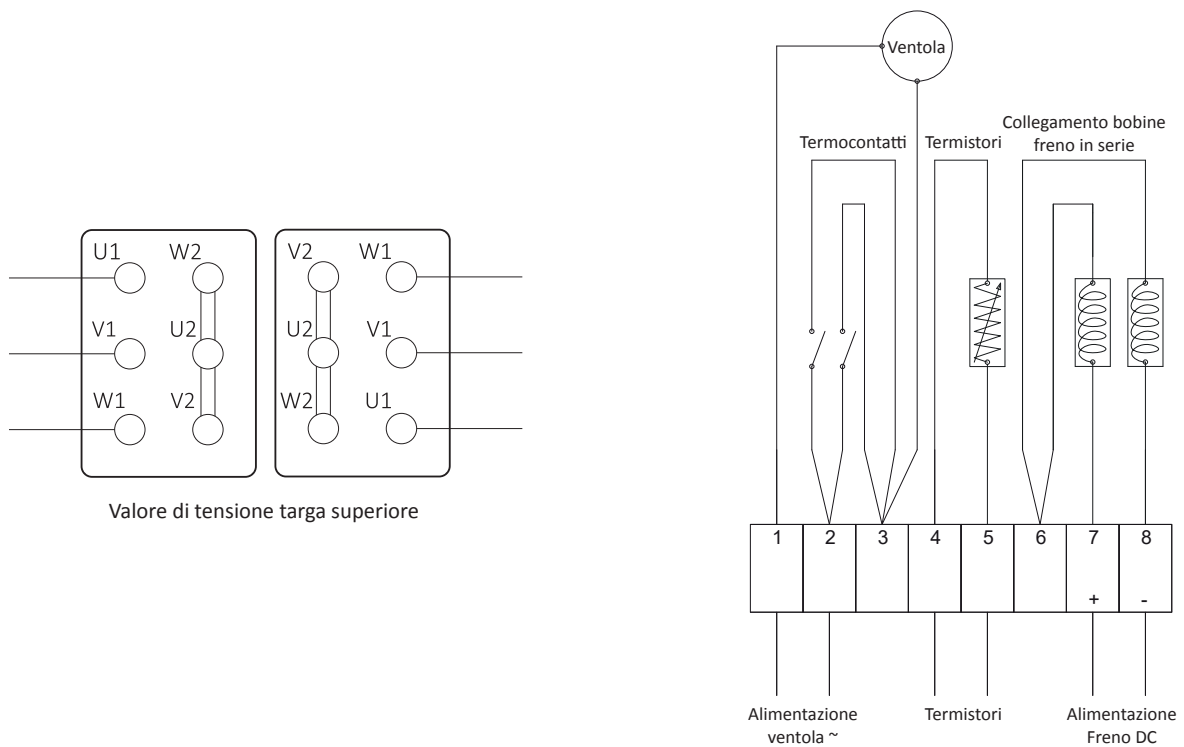 U1 W2
V1 U2
W1 V2
V2 W1
U2 V1
W2 U1
Valore di tensione targa superiore
Ventola
Termocontatti
Termistori
Collegamento bobine
freno in serie
1 2 3 4 5 6 7 8
+ -
Alimentazione
ventola ~
Termistori
Alimentazione
Freno DC